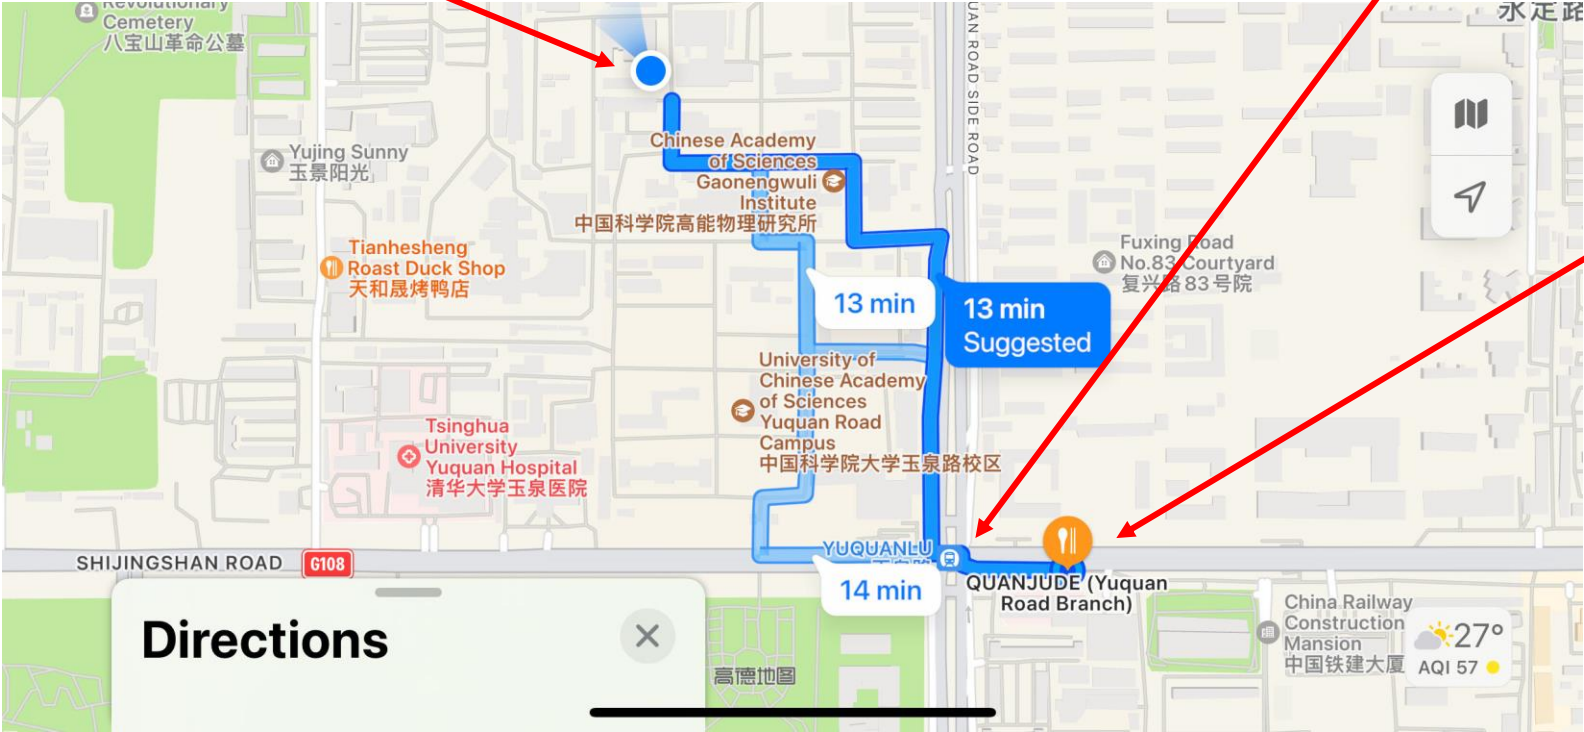 Revolutionary
Cemetery
八宝山革命公墓
永定路
UAN ROAD SIDE ROAD
Yujing Sunny
玉景阳光
Chinese Academy
of Sciences
Gaonengwuli
Institute
中国科学院高能物理研究所
Tianhesheng
Roast Duck Shop
天和晟烤鸭店
Fuxing Road
No.83 Courtyard
复兴路83号院
13 min
13 min
Suggested
University of
Chinese Academy
of Sciences
Yuquan Road
Campus
中国科学院大学玉泉路校区
Tsinghua
University
Yuquan Hospital
清华大学玉泉医院
SHIJINGSHAN ROAD
G108
YUQUANLU
14 min
QUANJUDE (Yuquan
Road Branch)
China Railway
Construction
Mansion
中国铁建大厦
27°
AQI 57
Directions
高德地图